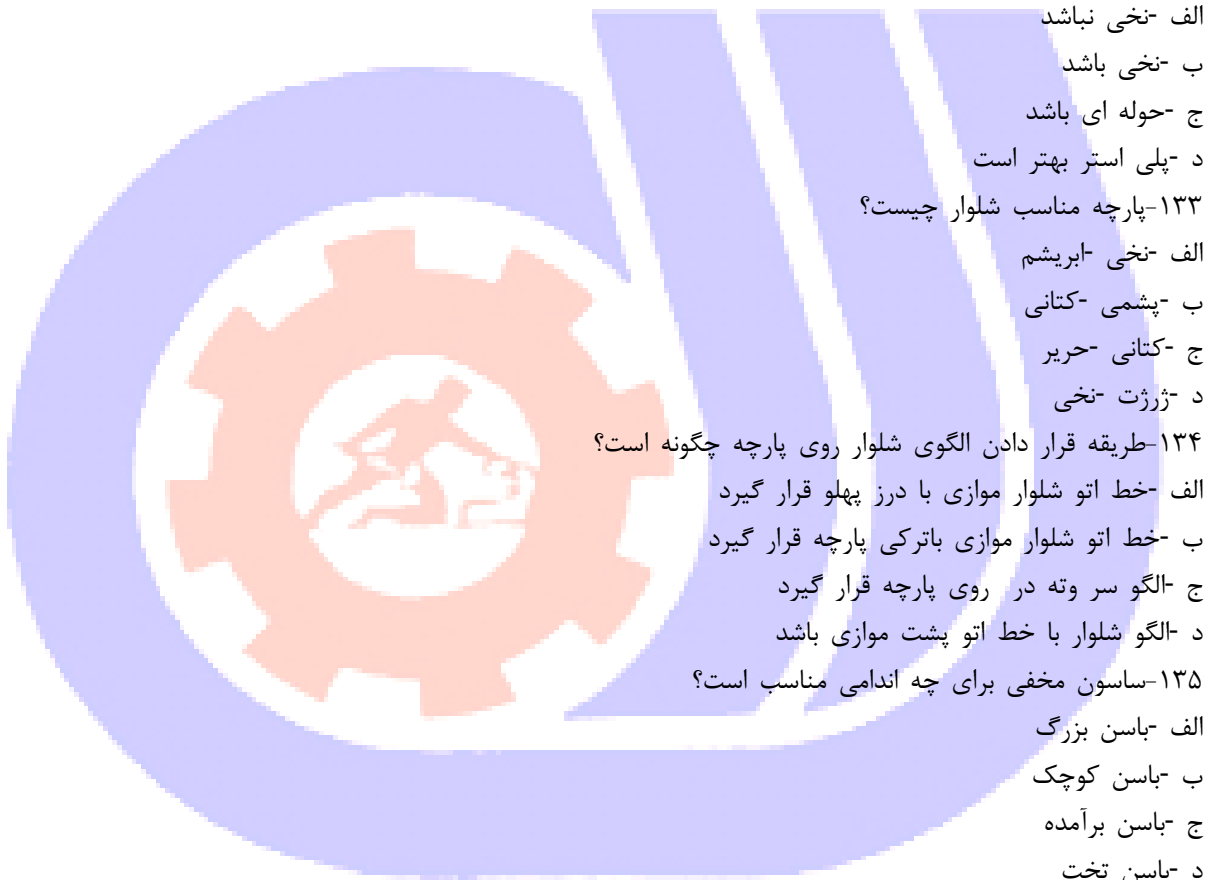 الف -نخی نباشد
ب -نخی باشد
ج -حوله ای باشد
د -پلی استر بهتر است
۱۳۳-پارچه مناسب شلوار چیست؟
الف -نخی -ابریشم
ب -پشمی -کتانی
ج -کتانی -حریر
د -ژرژت -نخی
۱۳۴-طریقه قرار دادن الگوی شلوار روی پارچه چگونه است؟
الف -خط اتو شلوار موازی با درز پهلو قرار گیرد
ب -خط اتو شلوار موازی باترکی پارچه قرار گیرد
ج -الگو سر وته در روی پارچه قرار گیرد
د -الگو شلوار با خط اتو پشت موازی باشد
۱۳۵-ساسون مخفی برای چه اندامی مناسب است؟
الف -باسن بزرگ
ب -باسن کوچک
ج -باسن برآمده
د -باسن تخت